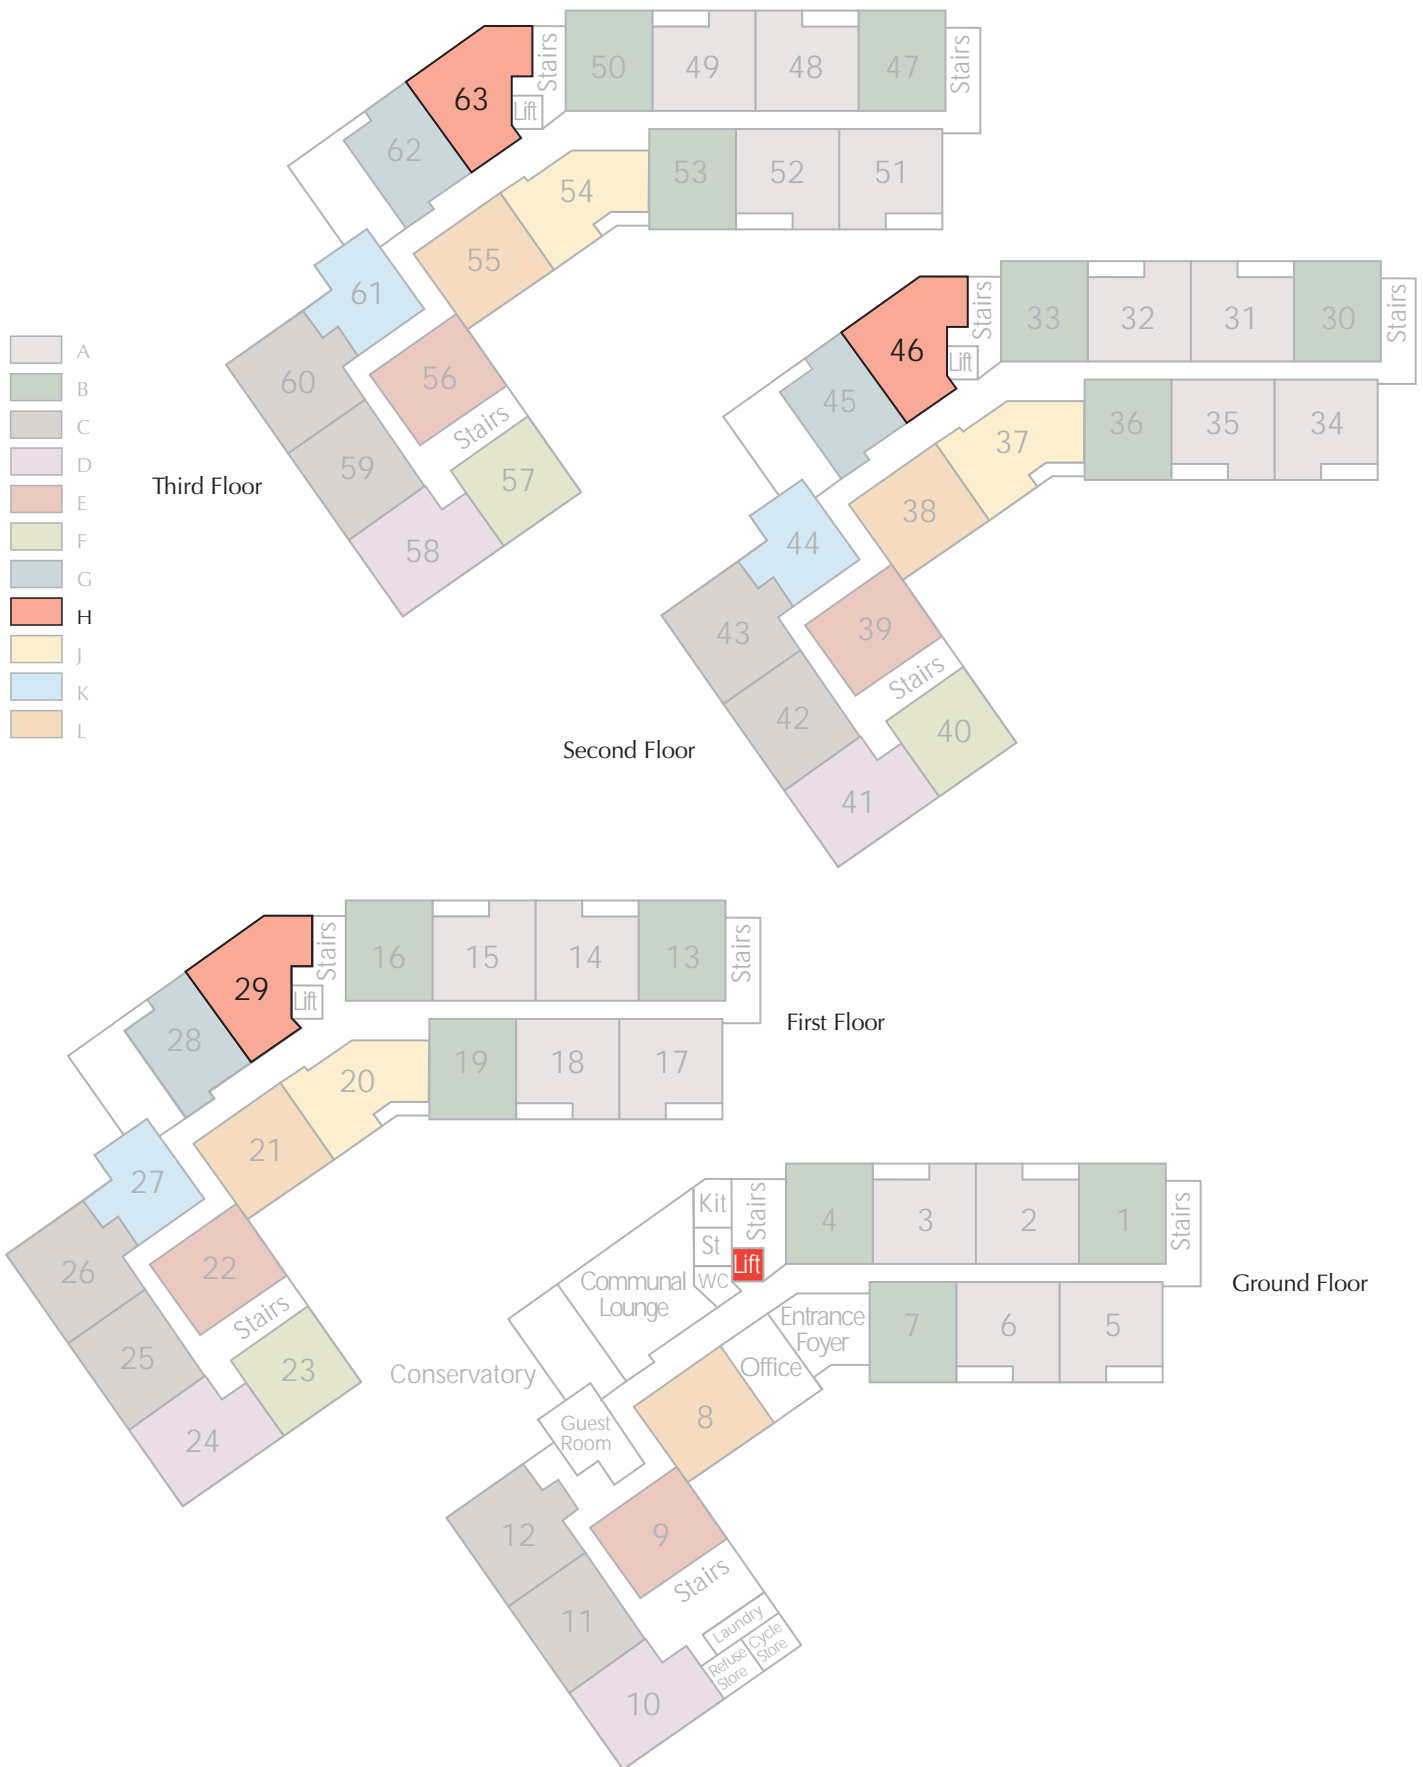 63
Stairs
Lift
50
49
48
47
Stairs
62
54
53
52
51
55
61
60
56
Stairs
59
57
58
Third Floor
A
B
C
D
E
F
G
H
J
K
L
46
Stairs
Lift
33
32
31
30
Stairs
45
37
36
35
34
38
44
43
39
Stairs
42
40
41
Second Floor
29
Stairs
Lift
16
15
14
13
Stairs
28
20
19
18
17
First Floor
21
27
26
22
Stairs
25
23
24
Kit
Stairs
St
Lift
WC
4
3
2
1
Stairs
Communal
Lounge
Ground Floor
Entrance
Foyer
7
6
5
Office
Conservatory
8
Guest
Room
12
9
Stairs
11
Laundry
Cycle
Store
Refuse
Store
10